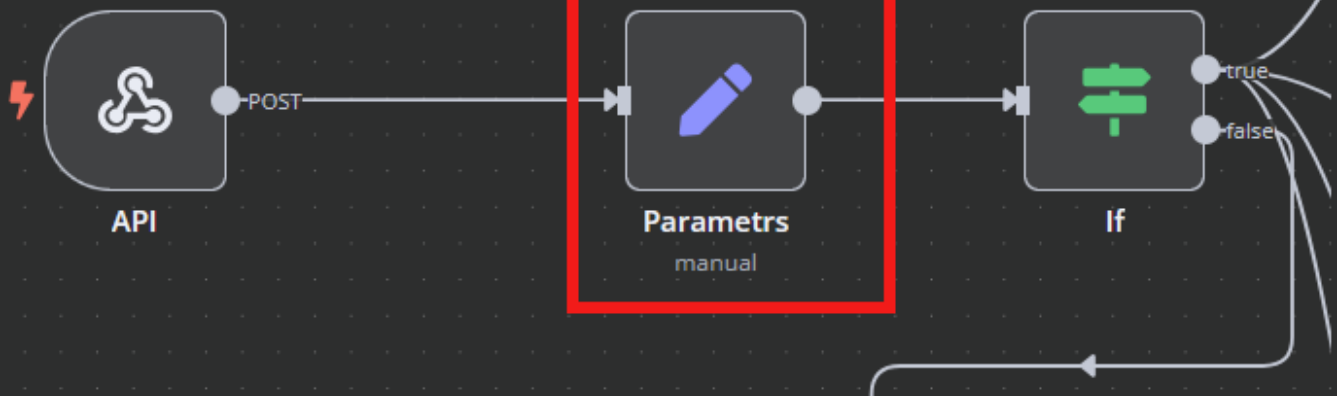 POST
true
false
API
Parametrs
If
manual